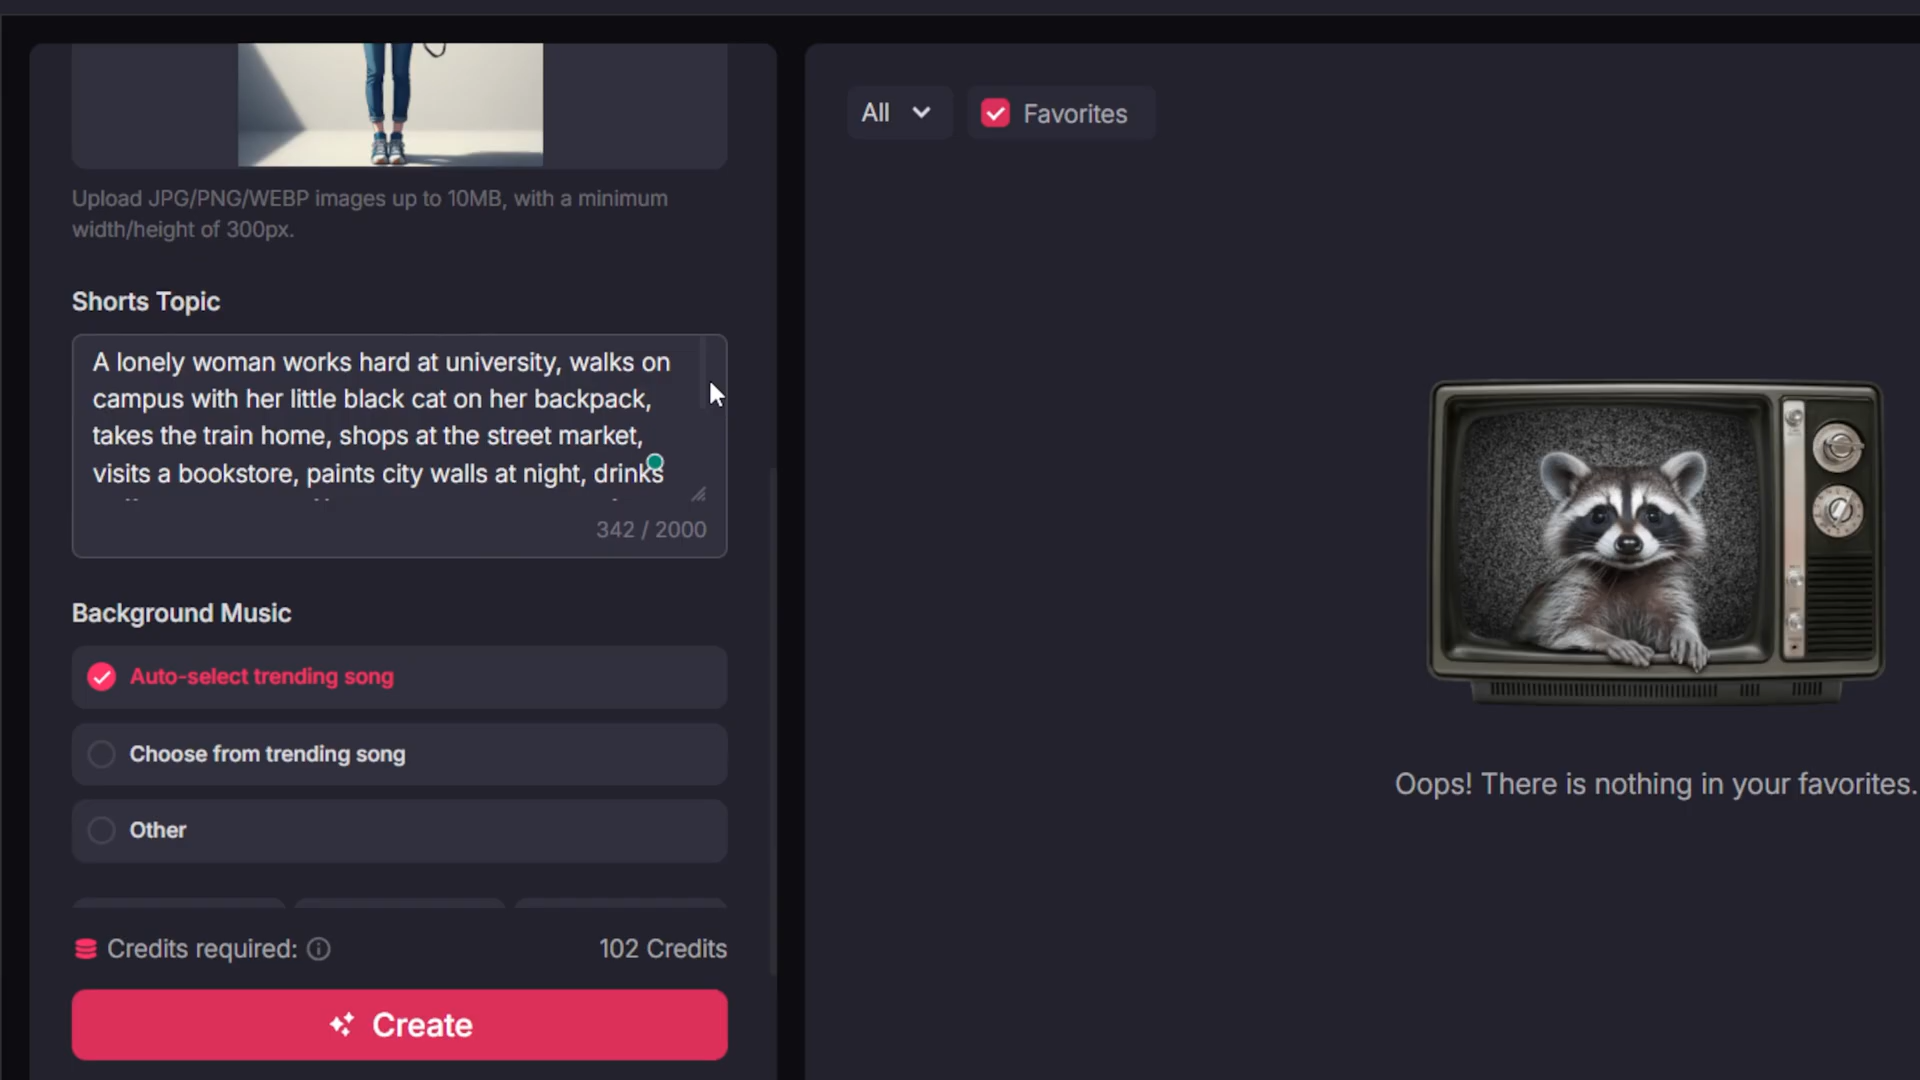 All
Favorites
Upload JPG/PNG/WEBP images up to 10MB, with a minimum
width/height of 300px.
Shorts Topic
A lonely woman works hard at university, walks on
campus with her little black cat on her backpack,
takes the train home, shops at the street market,
visits a bookstore, paints city walls at night, drinks
342 / 2000
Background Music
Auto-select trending song
Choose from trending song
Other
Oops! There is nothing in your favorites.
Credits required:
102 Credits
Create